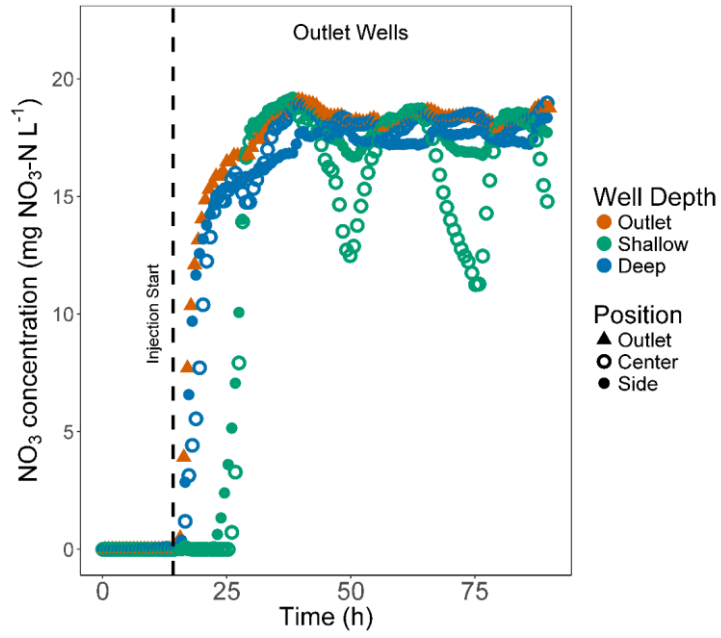 Outlet Wells
NO₃ concentration (mg NO₃-N L⁻¹)
20
15
10
5
0
Injection Start
0
25
50
75
Time (h)
Well Depth
Outlet
Shallow
Deep
Position
Outlet
Center
Side